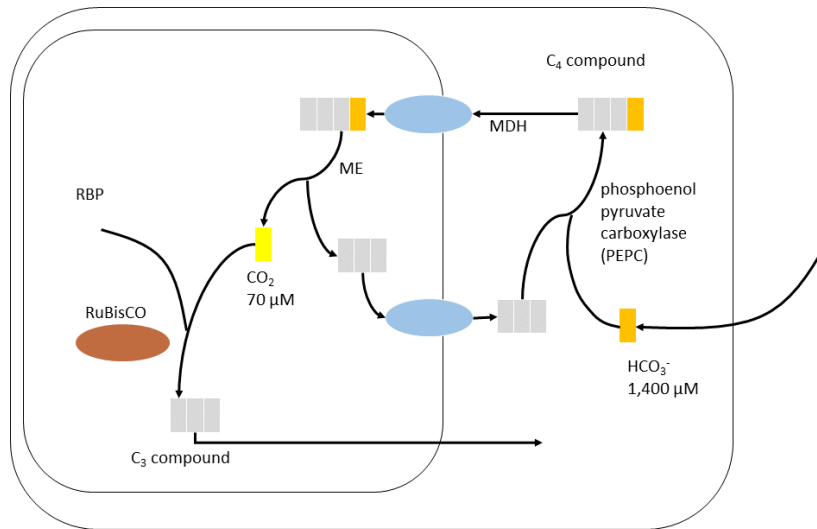 C₄ compound
MDH
ME
RBP
phosphoenol
pyruvate
carboxylase
(PEPC)
CO₂
70 µM
RuBisCO
HCO₃⁻
1,400 µM
C₃ compound